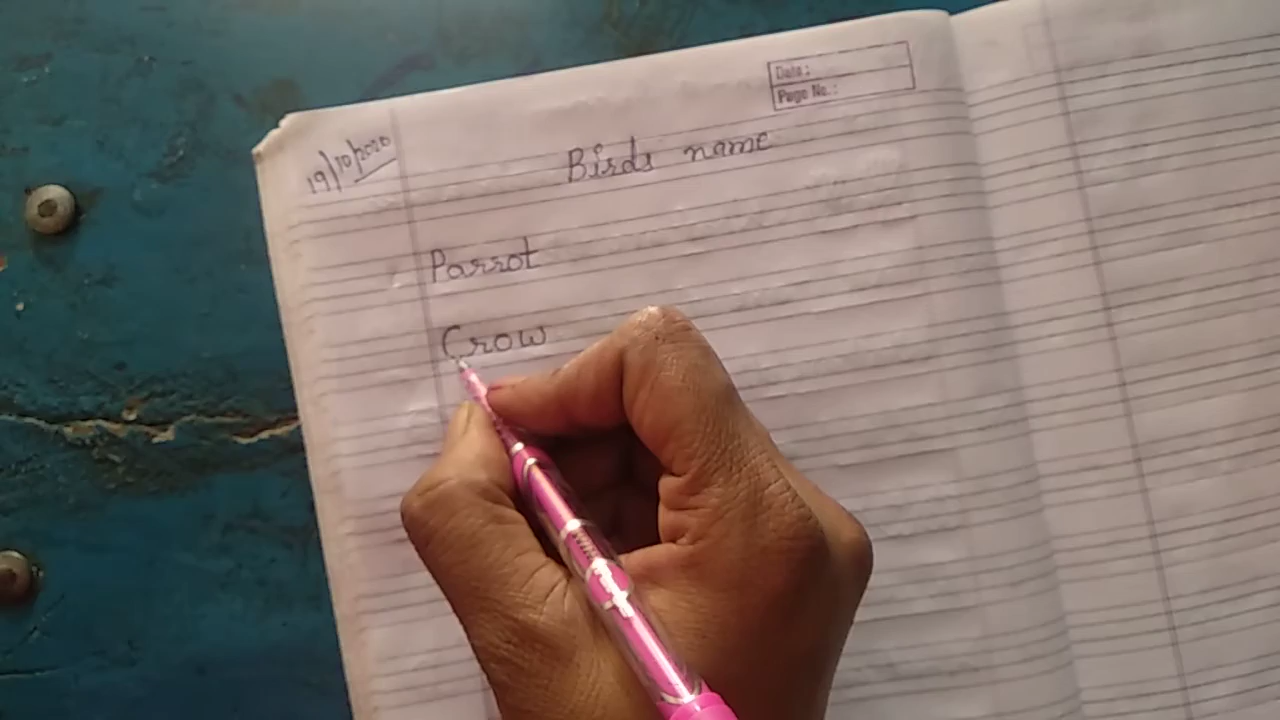 Date :
Page No. :
19/10/2020
Birds name
Parrot
Crow